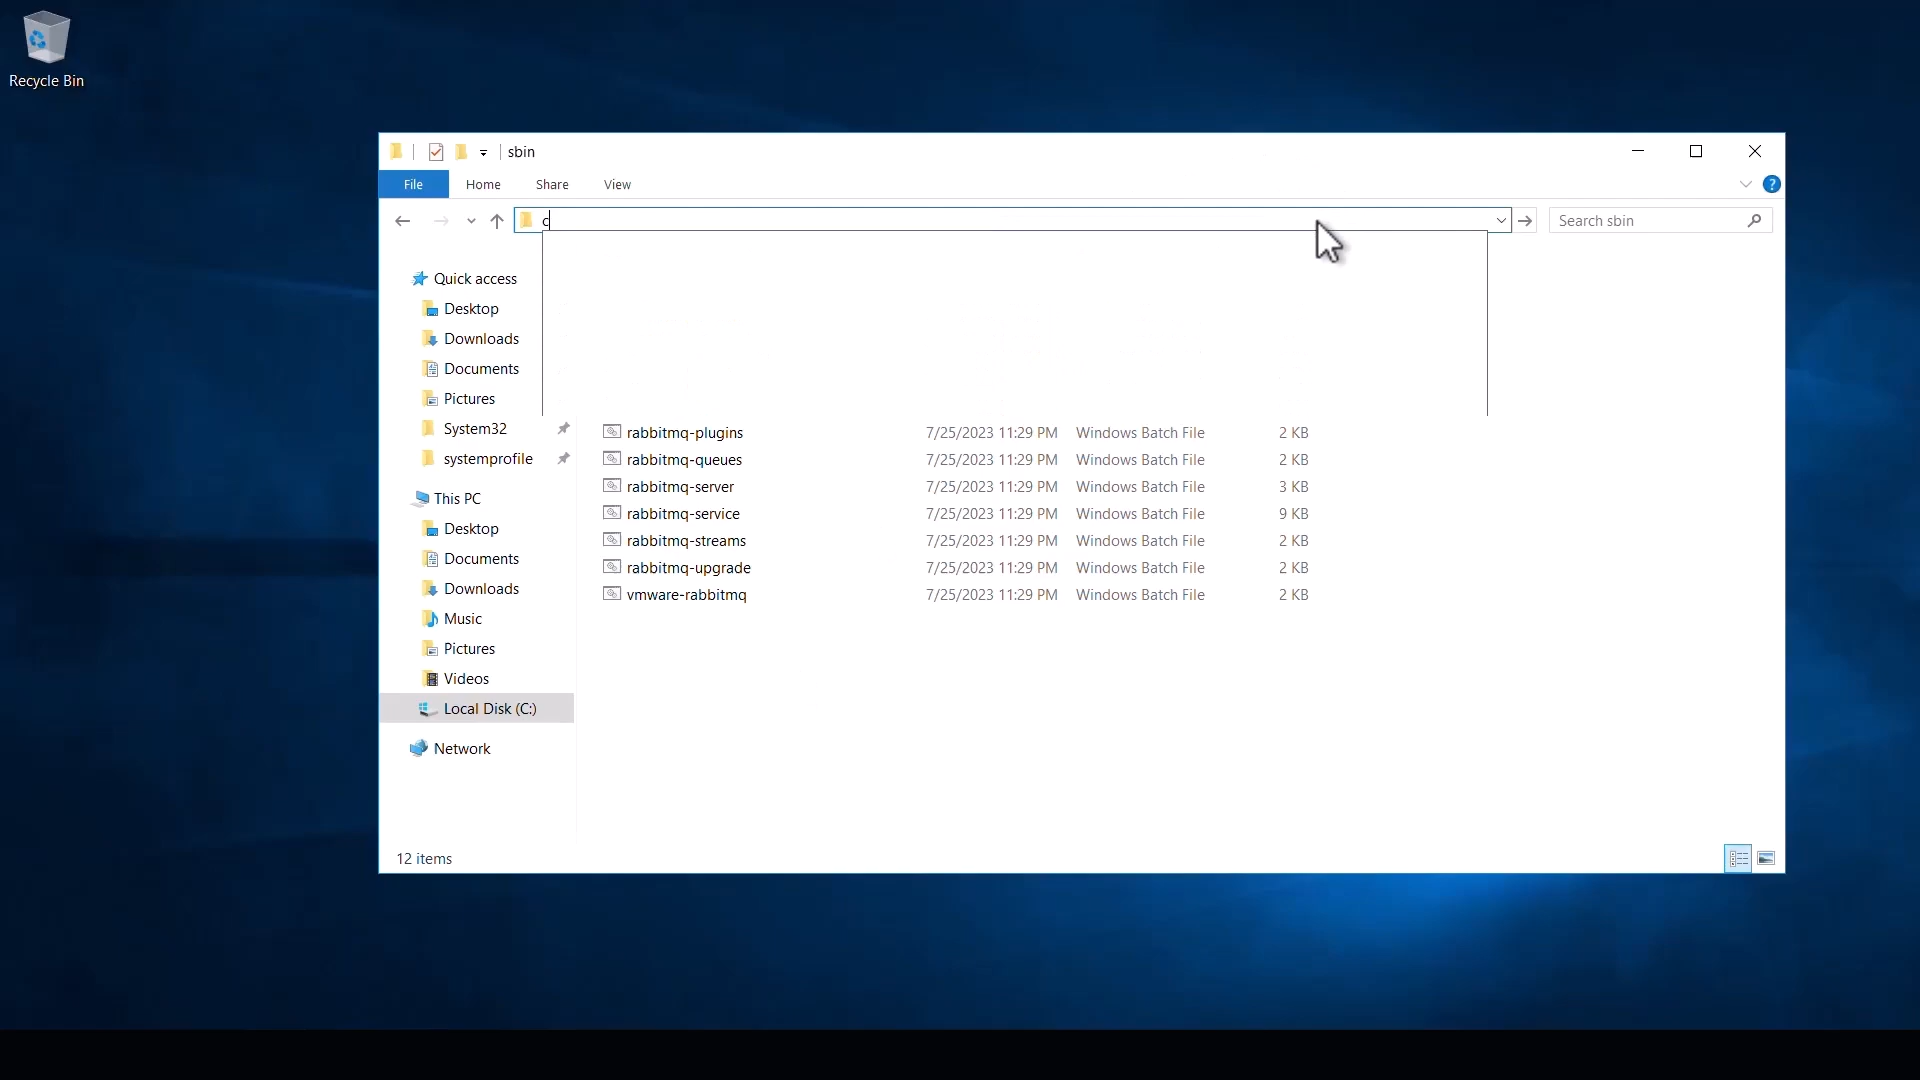 Recycle Bin
sbin
File Home Share View
c
Search sbin
Quick access
Desktop
Downloads
Documents
Pictures
System32
systemprofile
This PC
Desktop
Documents
Downloads
Music
Pictures
Videos
Local Disk (C:)
Network
rabbitmq-plugins 7/25/2023 11:29 PM Windows Batch File 2 KB
rabbitmq-queues 7/25/2023 11:29 PM Windows Batch File 2 KB
rabbitmq-server 7/25/2023 11:29 PM Windows Batch File 3 KB
rabbitmq-service 7/25/2023 11:29 PM Windows Batch File 9 KB
rabbitmq-streams 7/25/2023 11:29 PM Windows Batch File 2 KB
rabbitmq-upgrade 7/25/2023 11:29 PM Windows Batch File 2 KB
vmware-rabbitmq 7/25/2023 11:29 PM Windows Batch File 2 KB
12 items